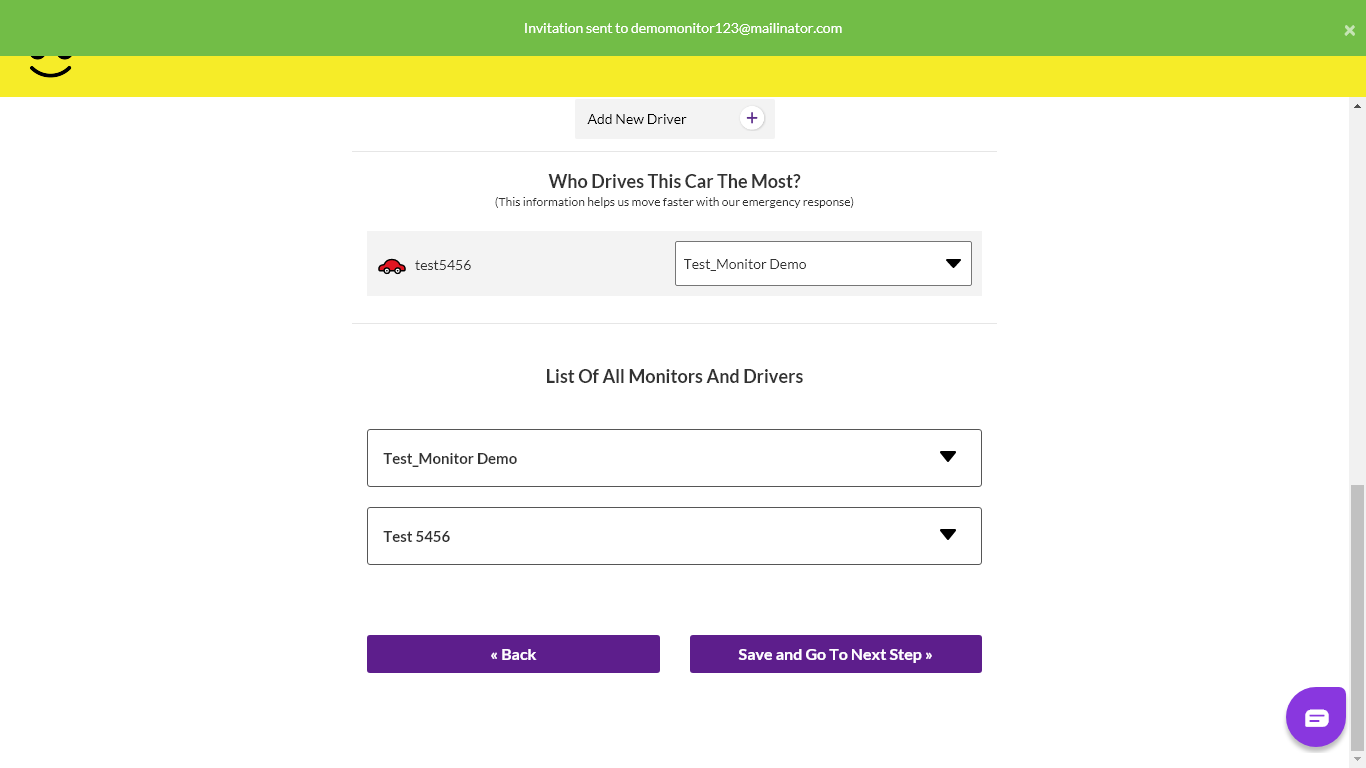 Invitation sent to demomonitor123@mailinator.com
×
Add New Driver +
Who Drives This Car The Most?
(This information helps us move faster with our emergency response)
test5456
Test_Monitor Demo
List Of All Monitors And Drivers
Test_Monitor Demo
Test 5456
« Back
Save and Go To Next Step »